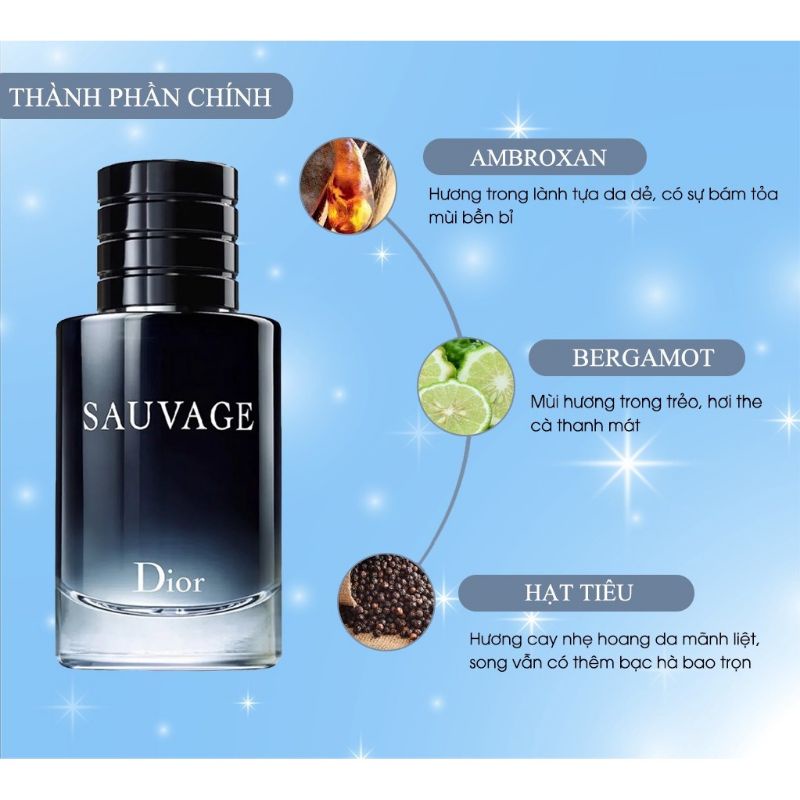 THÀNH PHẦN CHÍNH
AMBROXAN
Hương trong lành tựa da dẻ, có sự bám tỏa
mùi bền bỉ
BERGAMOT
Mùi hương trong trẻo, hơi the
cà thanh mát
SAUVAGE
Dior
HẠT TIÊU
Hương cay nhẹ hoang da mãnh liệt,
song vẫn có thêm bạc hà bao trọn